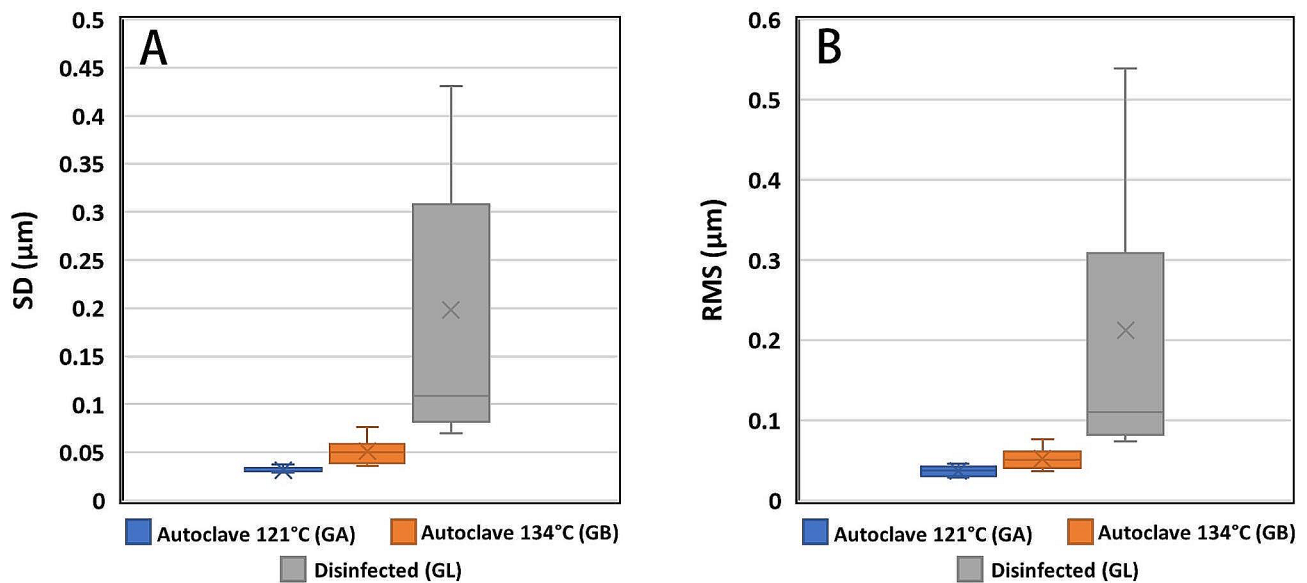 A
SD (µm)
0.5
0.45
0.4
0.35
0.3
0.25
0.2
0.15
0.1
0.05
0
Autoclave 121°C (GA)
Autoclave 134°C (GB)
Disinfected (GL)
B
RMS (µm)
0.6
0.5
0.4
0.3
0.2
0.1
0
Autoclave 121°C (GA)
Autoclave 134°C (GB)
Disinfected (GL)